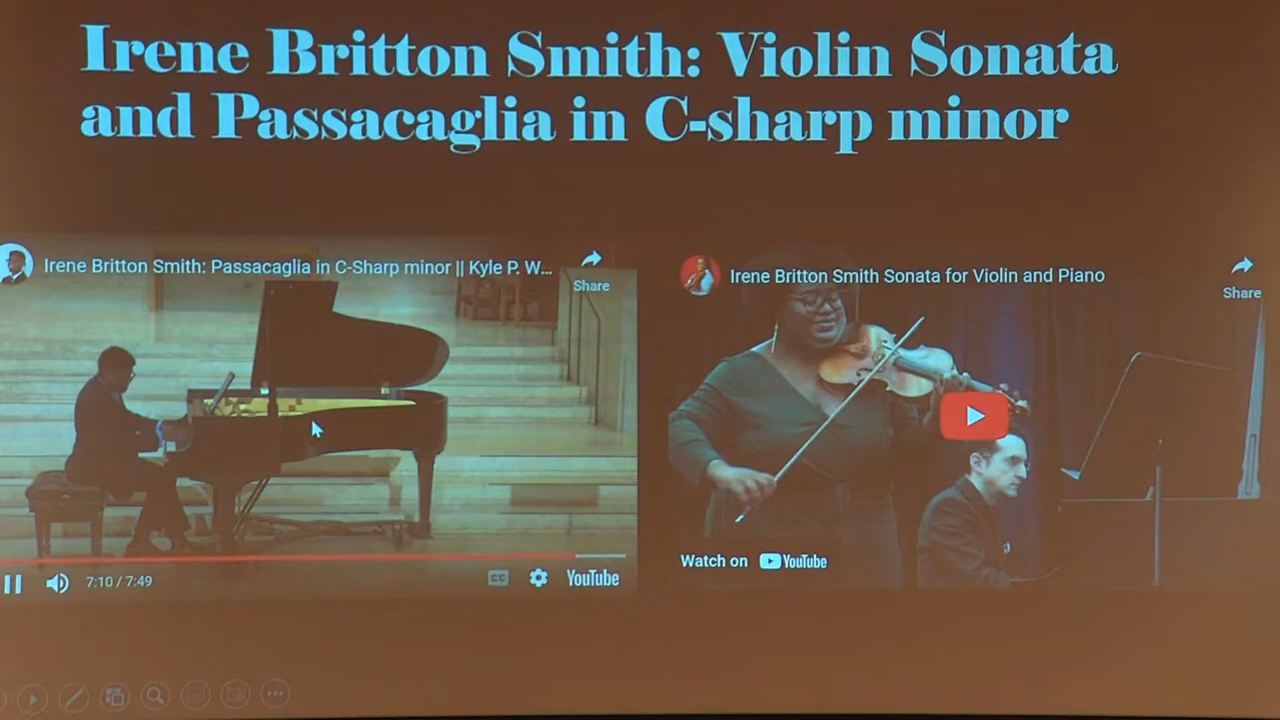 Irene Britton Smith: Violin Sonata
and Passacaglia in C-sharp minor
Irene Britton Smith: Passacaglia in C-Sharp minor || Kyle P. W...
Share
Irene Britton Smith Sonata for Violin and Piano
Share
7:10 / 7:49
CC
YouTube
Watch on YouTube